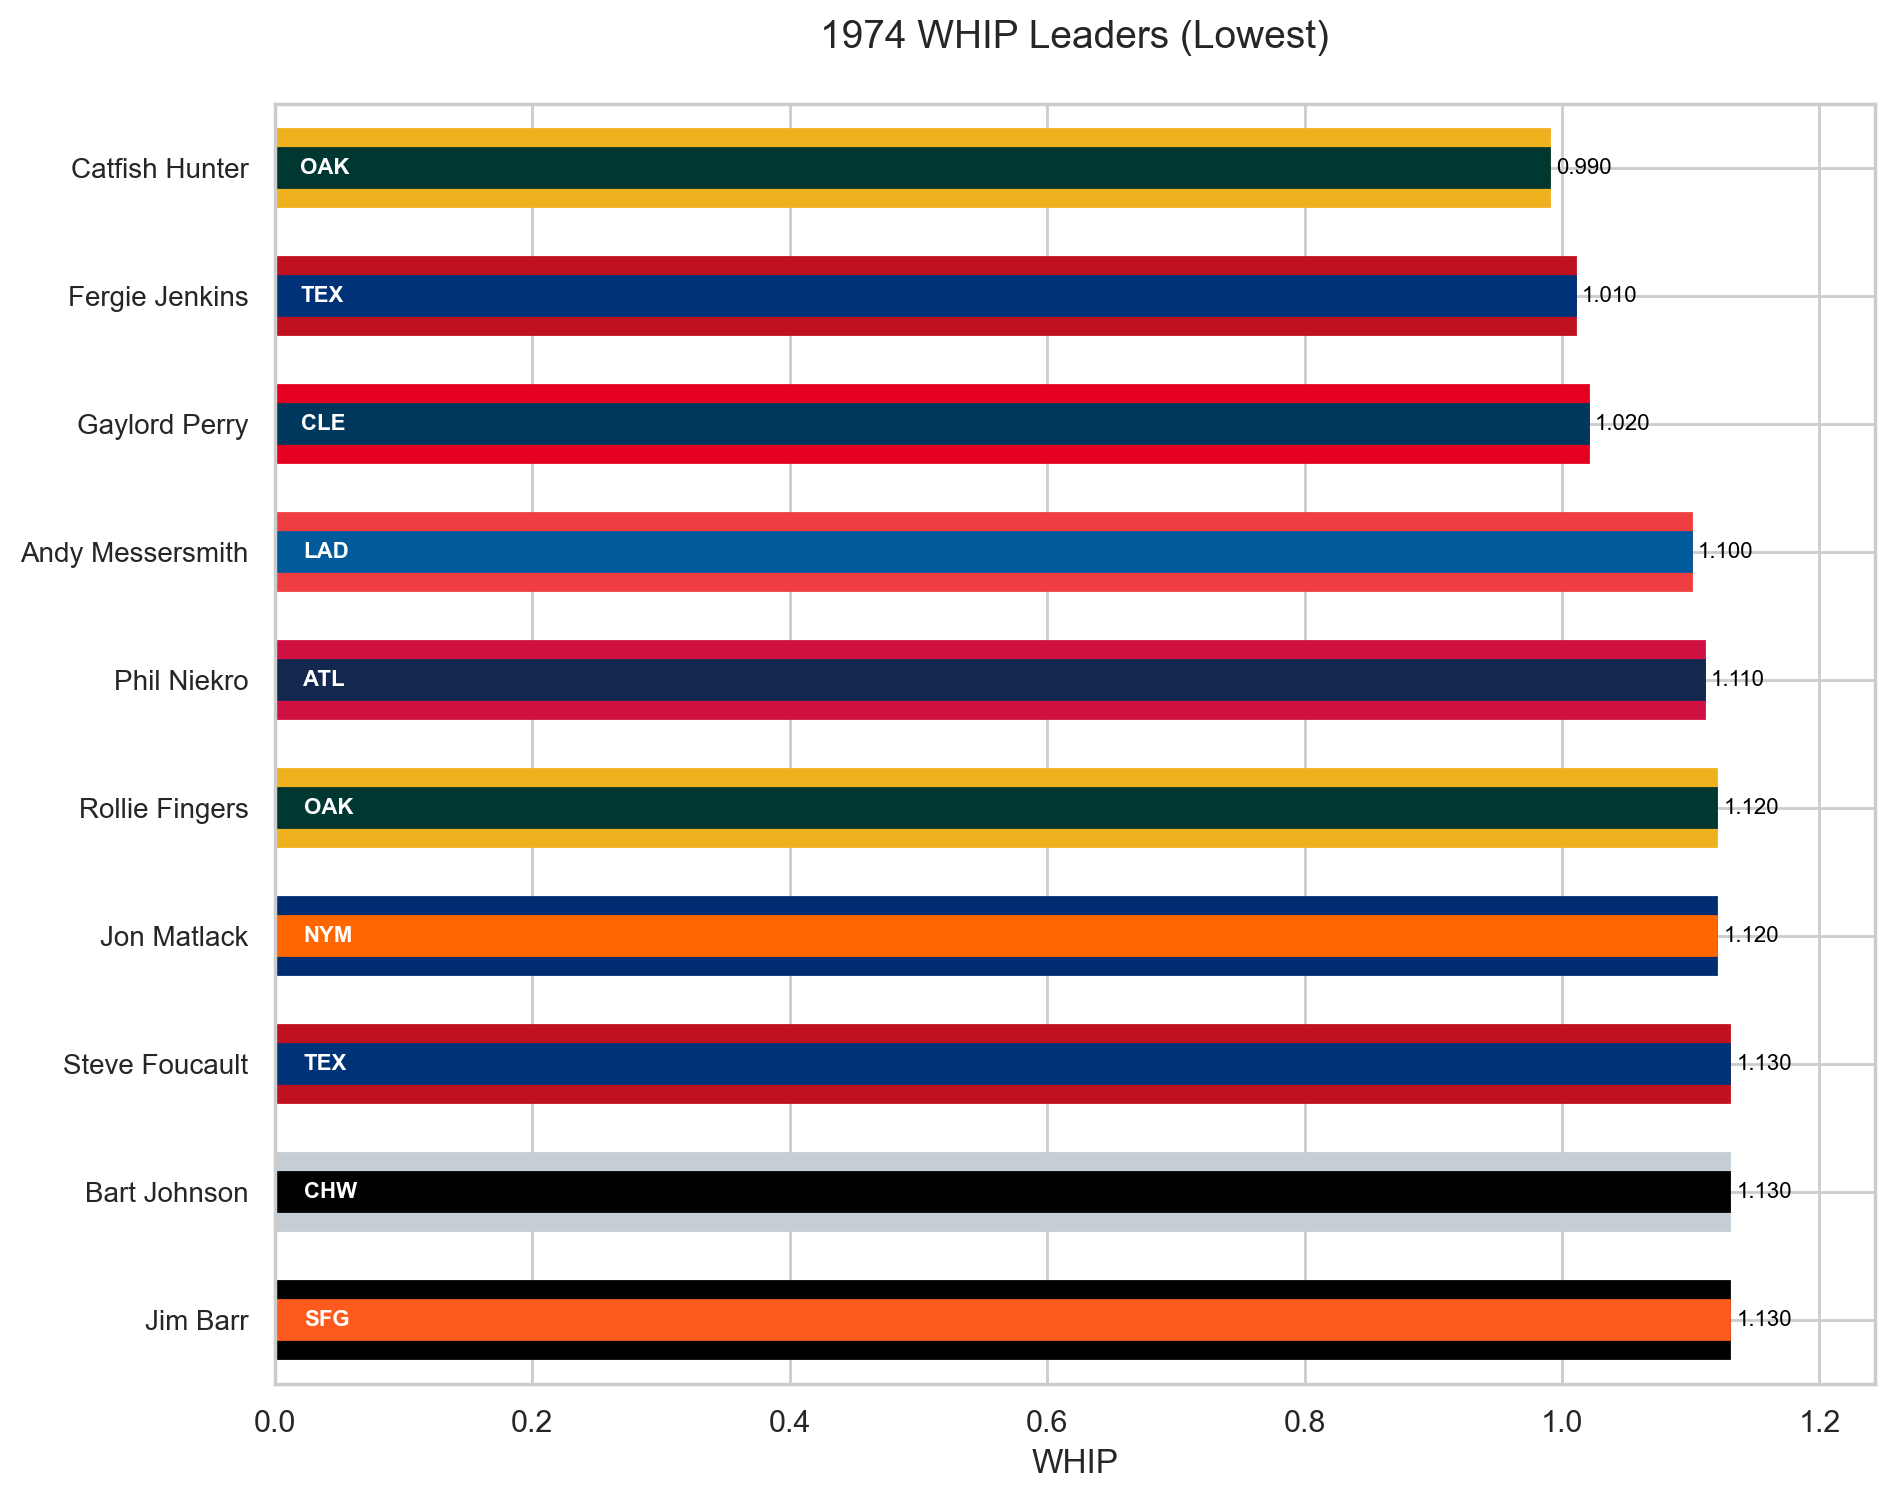 1974 WHIP Leaders (Lowest)
Catfish Hunter OAK 0.990
Fergie Jenkins TEX 1.010
Gaylord Perry CLE 1.020
Andy Messersmith LAD 1.100
Phil Niekro ATL 1.110
Rollie Fingers OAK 1.120
Jon Matlack NYM 1.120
Steve Foucault TEX 1.130
Bart Johnson CHW 1.130
Jim Barr SFG 1.130
0.0 0.2 0.4 0.6 0.8 1.0 1.2
WHIP